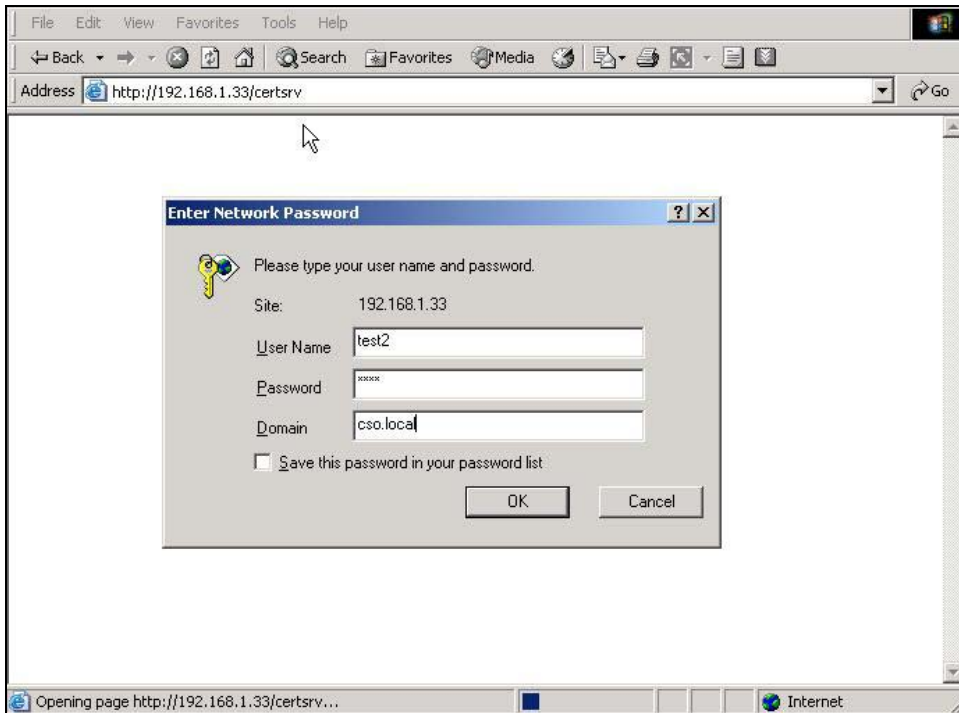 File Edit View Favorites Tools Help
Back Search Favorites Media
Address http://192.168.1.33/certsrv Go
Enter Network Password
Please type your user name and password.
Site: 192.168.1.33
User Name test2
Password ****
Domain cso.local
Save this password in your password list
OK Cancel
Opening page http://192.168.1.33/certsrv... Internet